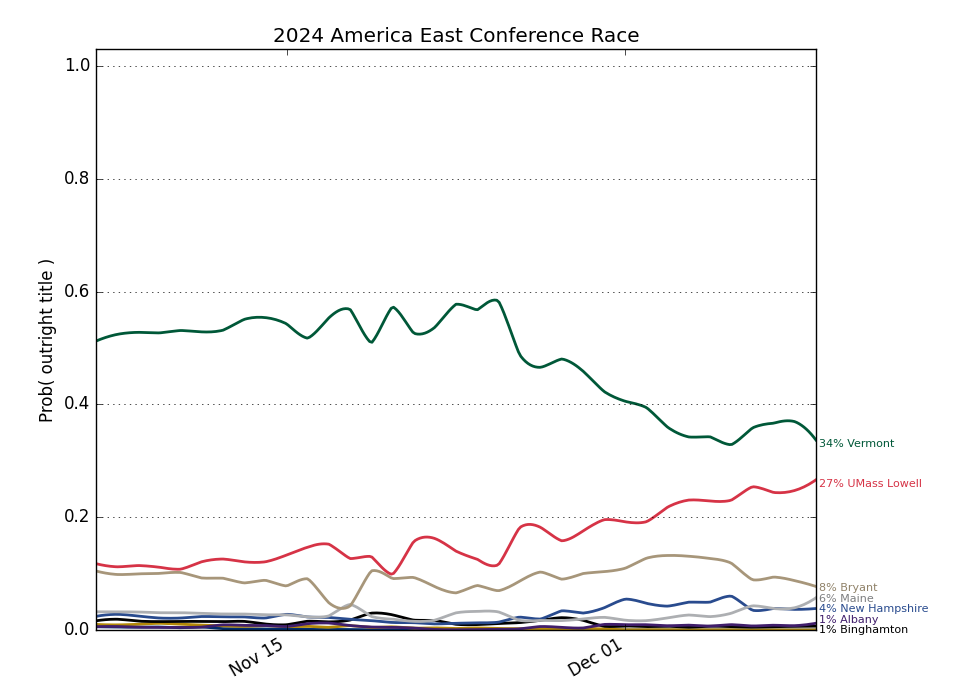 2024 America East Conference Race
Prob( outright title )
1.0
0.8
0.6
0.4
0.2
0.0
Nov 15
Dec 01
34% Vermont
27% UMass Lowell
8% Bryant
6% Maine
4% New Hampshire
1% Albany
1% Binghamton